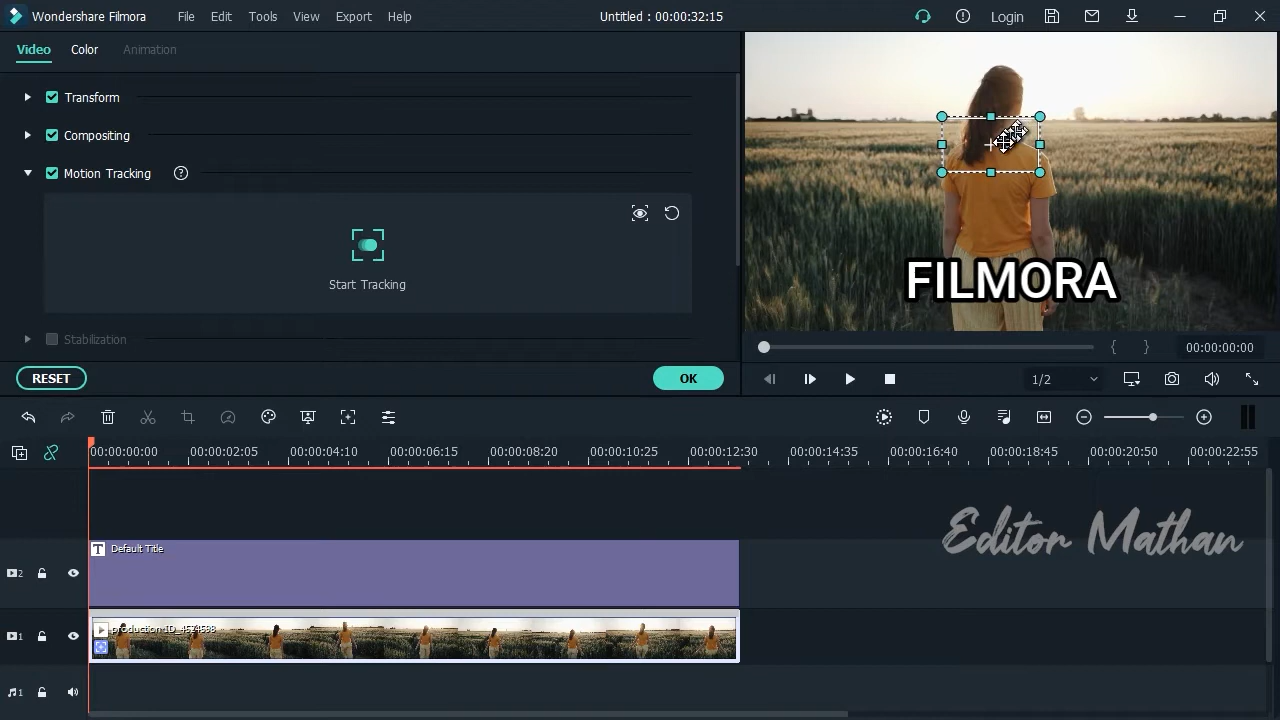 Wondershare Filmora File Edit Tools View Export Help Untitled : 00:00:32:15 Login
Video Color Animation
Transform
Compositing
Motion Tracking
Start Tracking
Stabilization
RESET OK
FILMORA
{ } 00:00:00:00
1/2
00:00:00:00 00:00:02:05 00:00:04:10 00:00:06:15 00:00:08:20 00:00:10:25 00:00:12:30 00:00:14:35 00:00:16:40 00:00:18:45 00:00:20:50 00:00:22:55
Editor Mathan
T Default Title
2
1
1